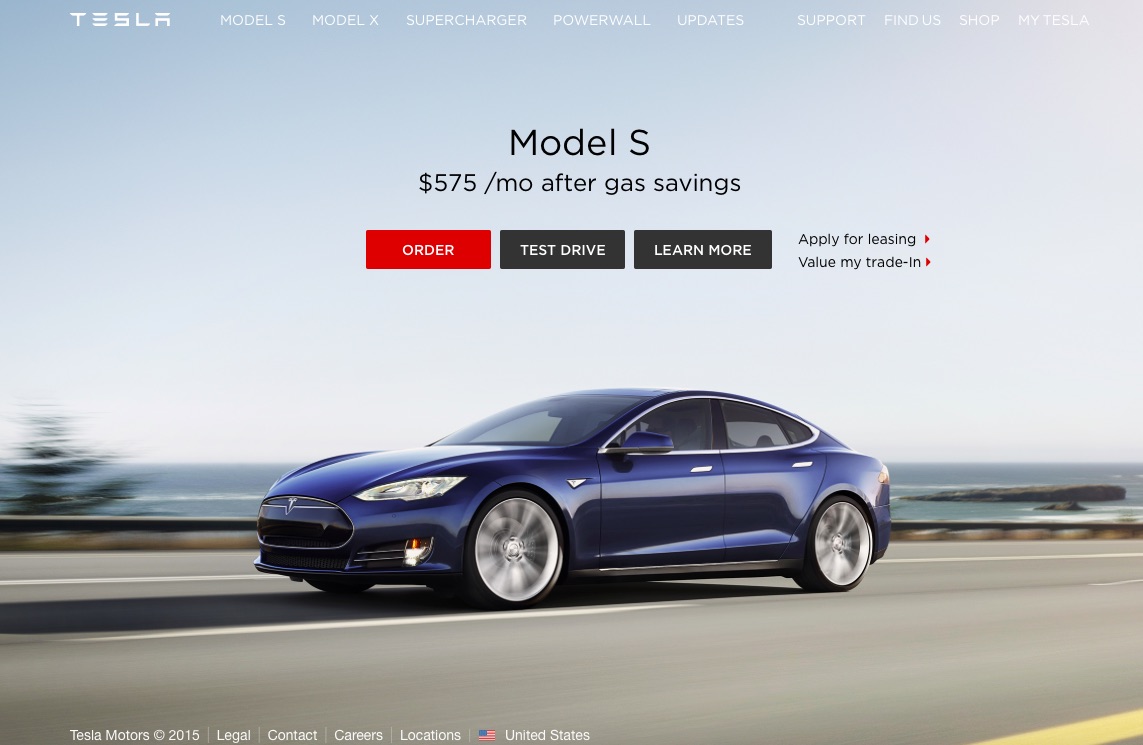 TESLA MODEL S MODEL X SUPERCHARGER POWERWALL UPDATES SUPPORT FIND US SHOP MY TESLA
Model S
$575 /mo after gas savings
ORDER TEST DRIVE LEARN MORE
Apply for leasing
Value my trade-In
Tesla Motors © 2015 Legal Contact Careers Locations United States